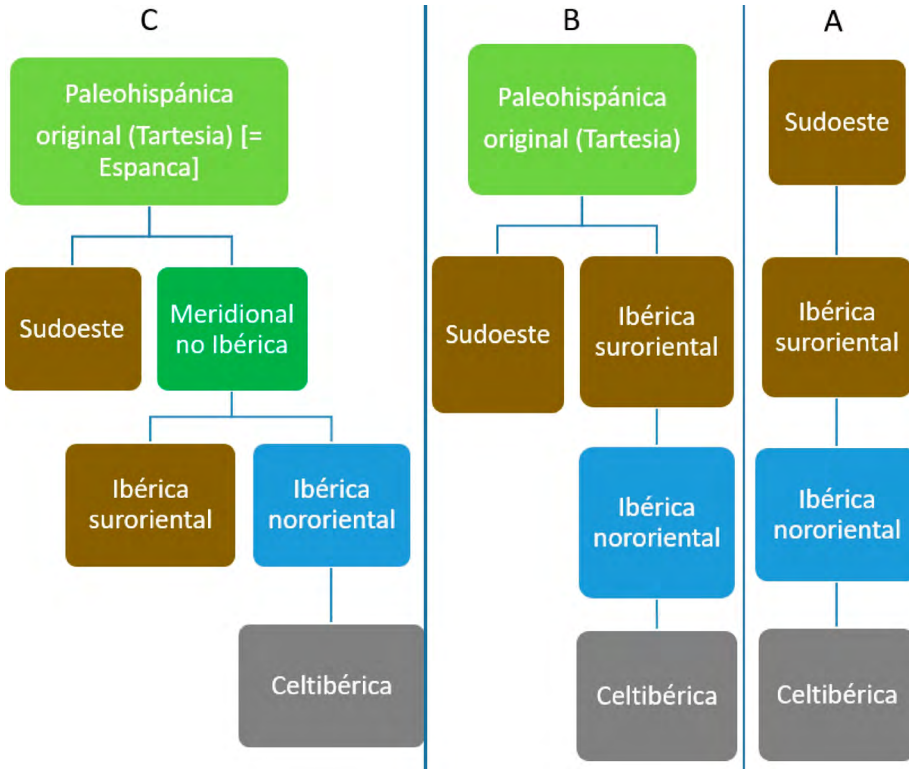 C
Paleohispánica
original (Tartesia) [=
Espanca]
Sudoeste
Meridional
no Ibérica
Ibérica
suroriental
Ibérica
nororiental
Celtibérica
B
Paleohispánica
original (Tartesia)
Sudoeste
Ibérica
suroriental
Ibérica
nororiental
Celtibérica
A
Sudoeste
Ibérica
suroriental
Ibérica
nororiental
Celtibérica